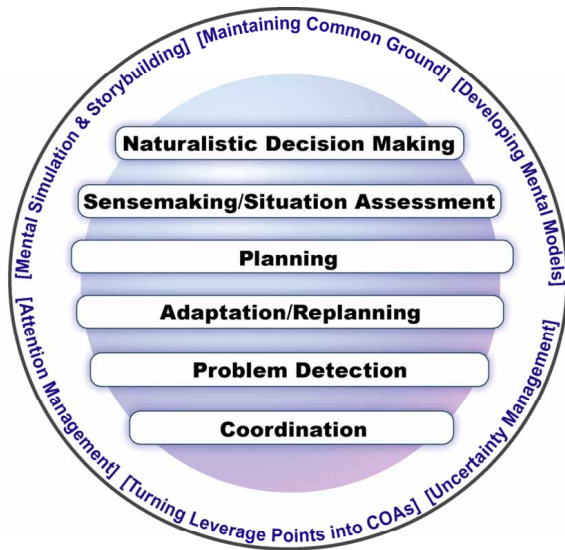 [Mental Simulation & Storybuilding]
[Maintaining Common Ground]
[Developing Mental Models]
Naturalistic Decision Making
Sensemaking/Situation Assessment
Planning
Adaptation/Replanning
Problem Detection
Coordination
[Attention Management]
[Turning Leverage Points into COAs]
[Uncertainty Management]